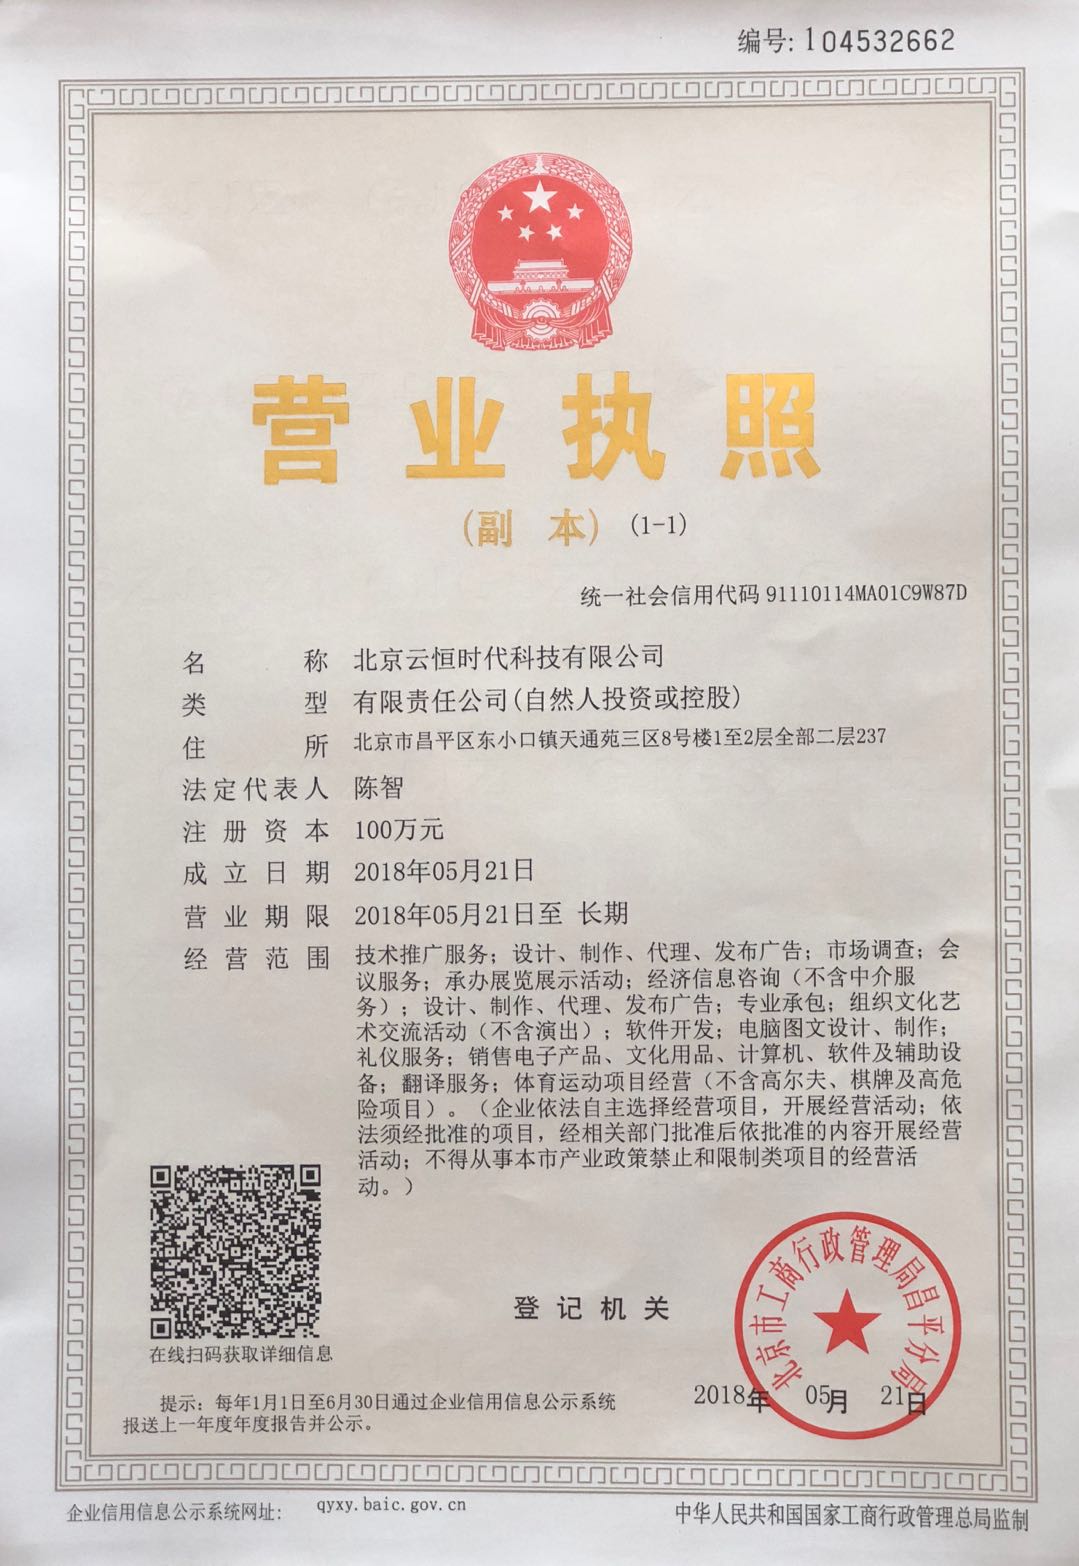 编号: 104532662
营业执照
(副 本) (1-1)
统一社会信用代码 91110114MA01C9W87D
名称 北京云恒时代科技有限公司
类型 有限责任公司(自然人投资或控股)
住所 北京市昌平区东小口镇天通苑三区8号楼1至2层全部二层237
法定代表人 陈智
注册资本 100万元
成立日期 2018年05月21日
营业期限 2018年05月21日至 长期
经营范围 技术推广服务；设计、制作、代理、发布广告；市场调查；会
议服务；承办展览展示活动；经济信息咨询（不含中介服
务）；设计、制作、代理、发布广告；专业承包；组织文化艺
术交流活动（不含演出）；软件开发；电脑图文设计、制作；
礼仪服务；销售电子产品、文化用品、计算机、软件及辅助设
备；翻译服务；体育运动项目经营（不含高尔夫、棋牌及高危
险项目）。（企业依法自主选择经营项目，开展经营活动；依
法须经批准的项目，经相关部门批准后依批准的内容开展经营
活动；不得从事本市产业政策禁止和限制类项目的经营活
动。）
在线扫码获取详细信息
登记机关
北京市工商行政管理局昌平分局
2018年 05月 21日
提示：每年1月1日至6月30日通过企业信用信息公示系统
报送上一年度年度报告并公示。
企业信用信息公示系统网址： qyxy.baic.gov.cn
中华人民共和国国家工商行政管理总局监制